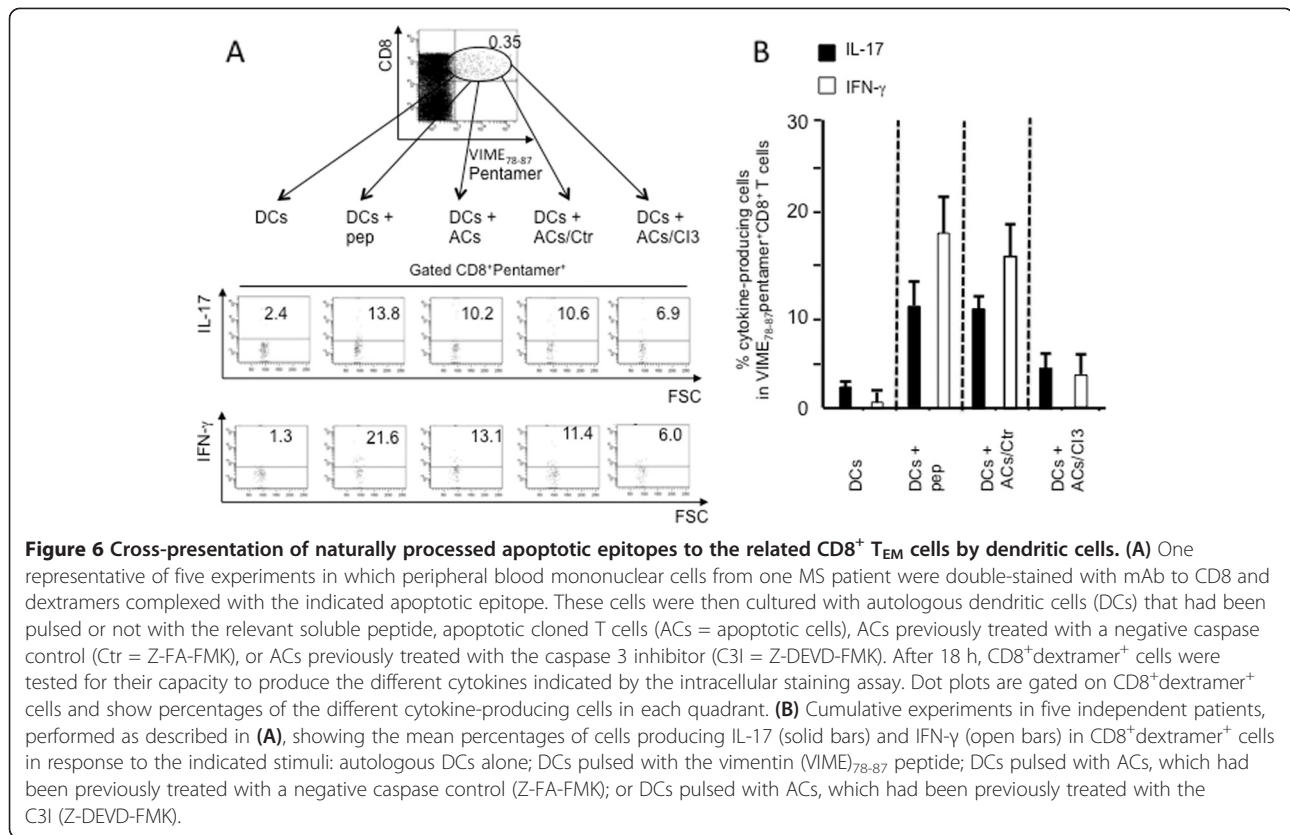 A
CD8
0.35
VIME78-87
Pentamer
DCs
DCs +
pep
DCs +
ACs
DCs +
ACs/Ctr
DCs +
ACs/CI3
Gated CD8+Pentamer+
IL-17
2.4
13.8
10.2
10.6
6.9
FSC
IFN-γ
1.3
21.6
13.1
11.4
6.0
FSC
B
IL-17
IFN-γ
% cytokine-producing cells
in VIME78-87pentamer+CD8+T cells
30
20
10
0
DCs
DCs +
pep
DCs +
ACs/Ctr
DCs +
ACs/CI3
Figure 6 Cross-presentation of naturally processed apoptotic epitopes to the related CD8+ TEM cells by dendritic cells. (A) One
representative of five experiments in which peripheral blood mononuclear cells from one MS patient were double-stained with mAb to CD8 and
dextramers complexed with the indicated apoptotic epitope. These cells were then cultured with autologous dendritic cells (DCs) that had been
pulsed or not with the relevant soluble peptide, apoptotic cloned T cells (ACs = apoptotic cells), ACs previously treated with a negative caspase
control (Ctr = Z-FA-FMK), or ACs previously treated with the caspase 3 inhibitor (C3I = Z-DEVD-FMK). After 18 h, CD8+dextramer+ cells were
tested for their capacity to produce the different cytokines indicated by the intracellular staining assay. Dot plots are gated on CD8+dextramer+
cells and show percentages of the different cytokine-producing cells in each quadrant. (B) Cumulative experiments in five independent patients,
performed as described in (A), showing the mean percentages of cells producing IL-17 (solid bars) and IFN-γ (open bars) in CD8+dextramer+ cells
in response to the indicated stimuli: autologous DCs alone; DCs pulsed with the vimentin (VIME)78-87 peptide; DCs pulsed with ACs, which had
been previously treated with a negative caspase control (Z-FA-FMK); or DCs pulsed with ACs, which had been previously treated with the
C3I (Z-DEVD-FMK).